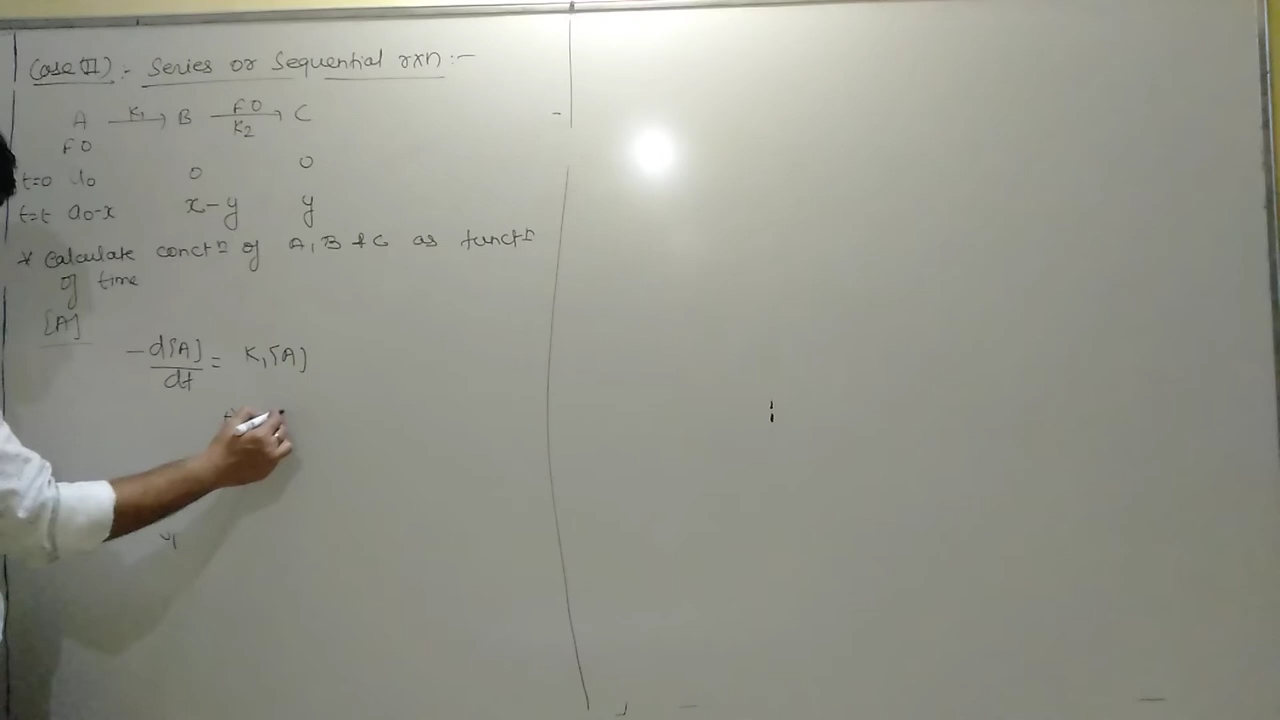 Case II) :- Series or Sequential rxn :-
A —K1→ B —FO/K2→ C
FO
t=0 a0 0 0
t=t a0-x x-y y
* Calculate conctn of A, B & C as functn
of time
[A]
-d[A]/dt = K1[A]